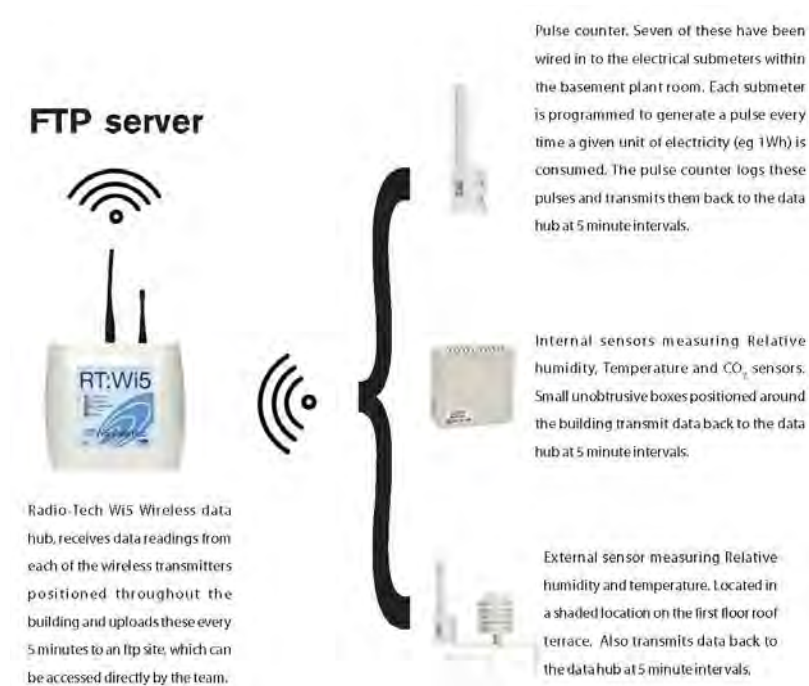 FTP server
RT:Wi5
Radio-Tech Wi5 Wireless data
hub, receives data readings from
each of the wireless transmitters
positioned throughout the
building and uploads these every
5 minutes to an ftp site, which can
be accessed directly by the team.
Pulse counter. Seven of these have been
wired in to the electrical submeters within
the basement plant room. Each submeter
is programmed to generate a pulse every
time a given unit of electricity (eg 1Wh) is
consumed. The pulse counter logs these
pulses and transmits them back to the data
hub at 5 minute intervals.
Internal sensors measuring Relative
humidity, Temperature and CO₂ sensors.
Small unobtrusive boxes positioned around
the building transmit data back to the data
hub at 5 minute intervals.
External sensor measuring Relative
humidity and temperature. Located in
a shaded location on the first floor roof
terrace. Also transmits data back to
the data hub at 5 minute intervals.